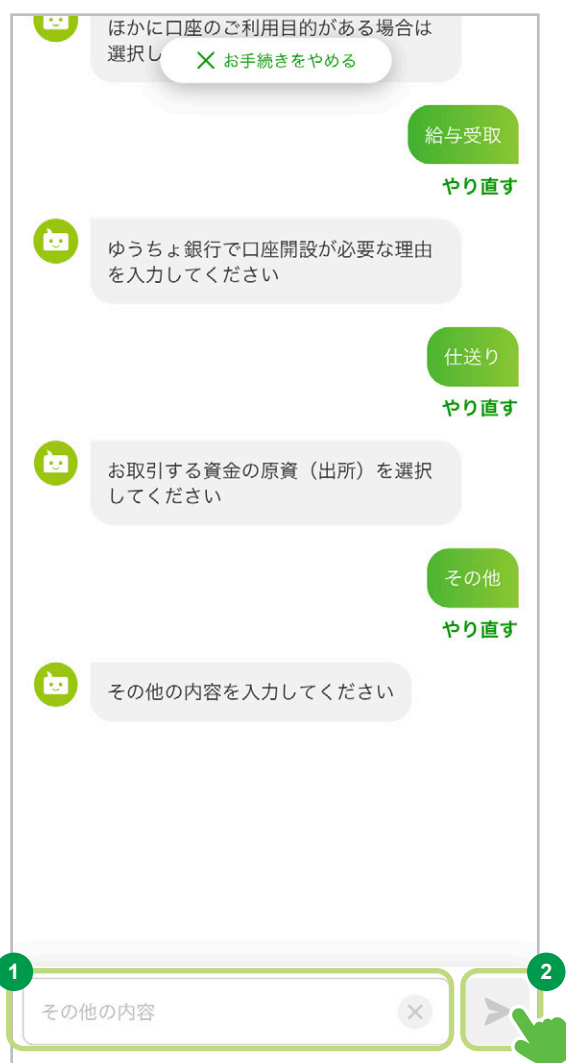 ほかに口座のご利用目的がある場合は
選択し
お手続きをやめる
給与受取
やり直す
ゆうちょ銀行で口座開設が必要な理由
を入力してください
仕送り
やり直す
お取引する資金の原資（出所）を選択
してください
その他
やり直す
その他の内容を入力してください
1
2
その他の内容